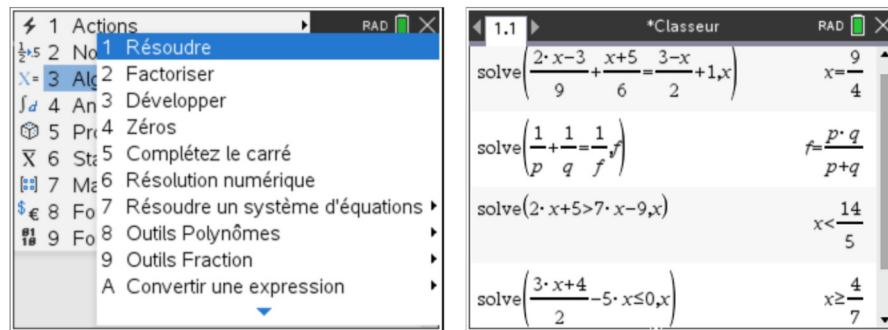 1 Actions RAD
1 Résoudre
2 No
2 Factoriser
3 Alg
3 Développer
4 An
4 Zéros
5 Pro
5 Complétez le carré
6 Sta
6 Résolution numérique
7 Ma
7 Résoudre un système d'équations
8 Fo
8 Outils Polynômes
9 Fo
9 Outils Fraction
A Convertir une expression
1.1 *Classeur RAD
solve((2·x-3)/9+(x+5)/6=(3-x)/2+1,x) x=9/4
solve(1/p+1/q=1/f,f) f=p·q/(p+q)
solve(2·x+5>7·x-9,x) x<14/5
solve((3·x+4)/2-5·x≤0,x) x≥4/7